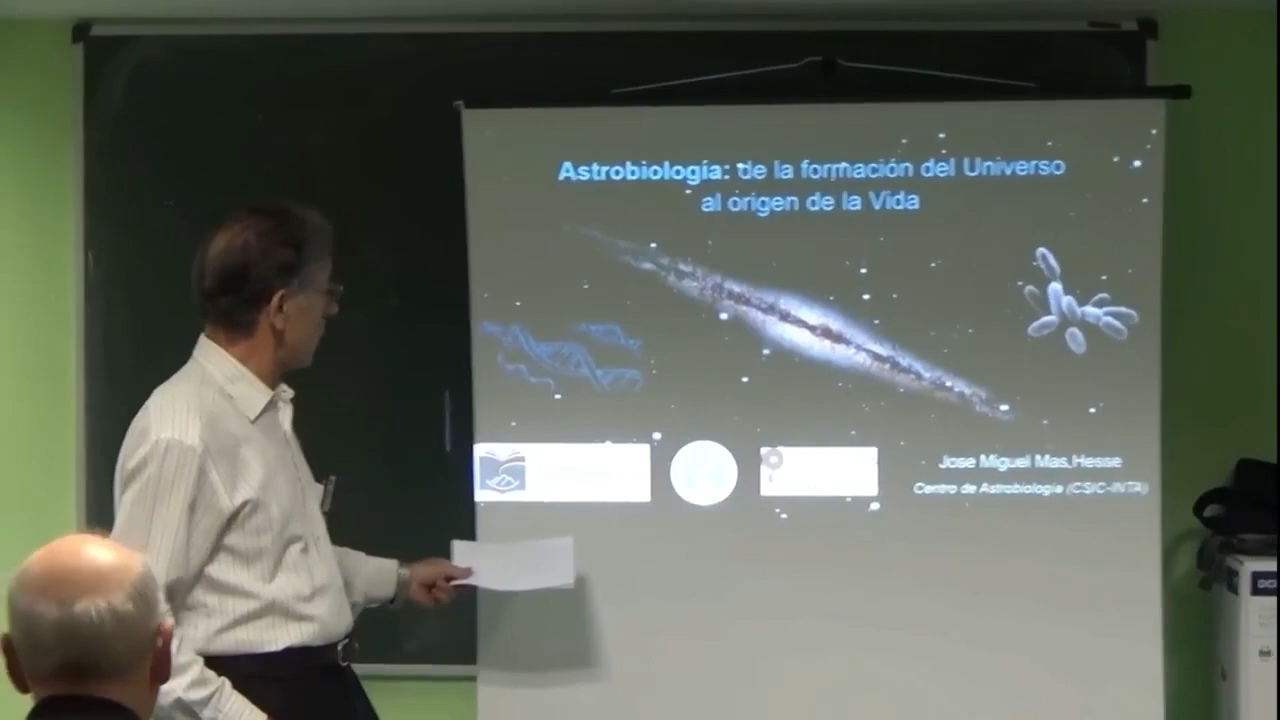 Astrobiología: de la formación del Universo
al origen de la Vida
Jose Miguel Mas Hesse
Centro de Astrobiología (CSIC-INTA)